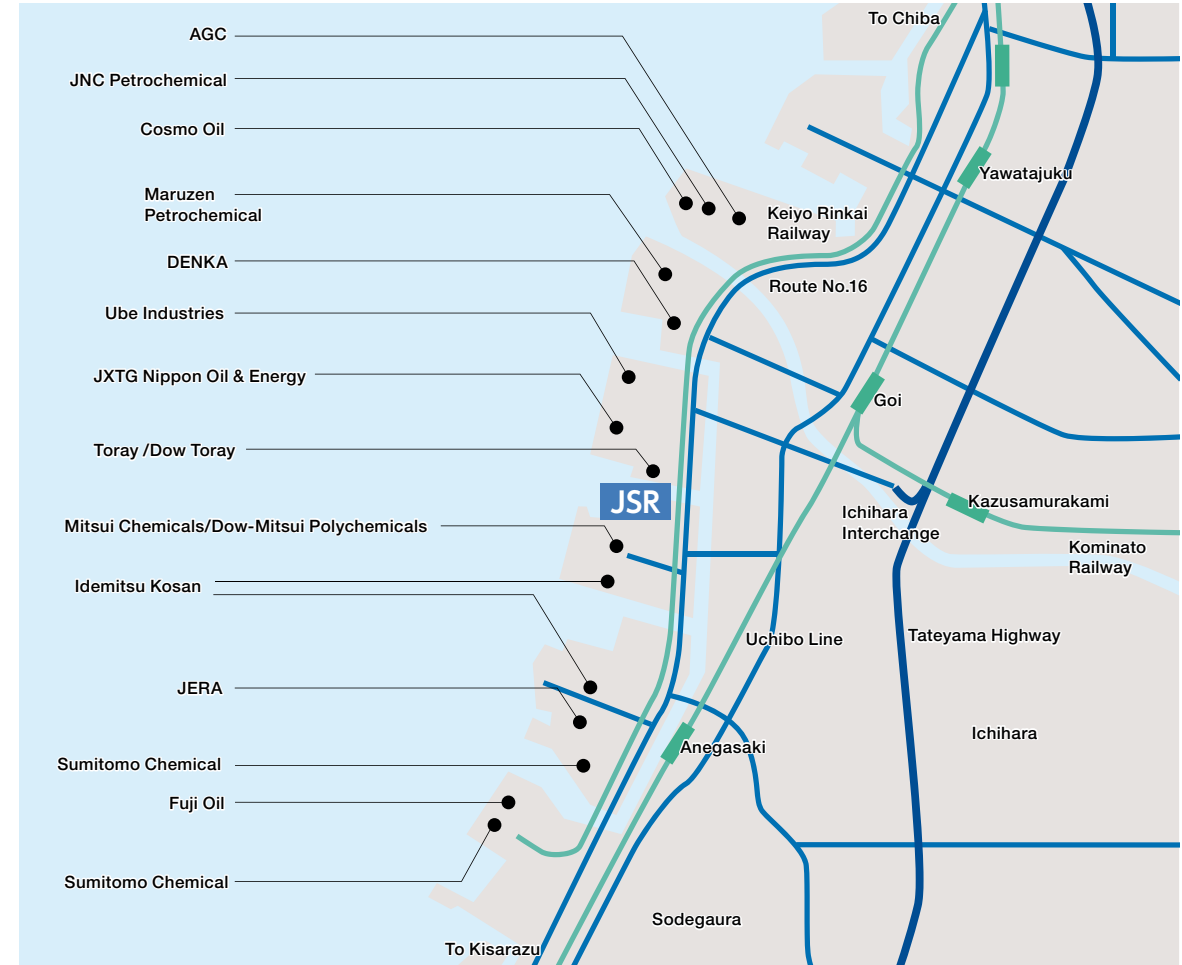 To Chiba
AGC
JNC Petrochemical
Cosmo Oil
Yawatajuku
Maruzen
Petrochemical
Keiyo Rinkai
Railway
DENKA
Route No.16
Ube Industries
JXTG Nippon Oil & Energy
Goi
Toray /Dow Toray
JSR
Kazusamurakami
Ichihara
Interchange
Mitsui Chemicals/Dow-Mitsui Polychemicals
Kominato
Railway
Idemitsu Kosan
Uchibo Line
Tateyama Highway
JERA
Ichihara
Anegasaki
Sumitomo Chemical
Fuji Oil
Sumitomo Chemical
Sodegaura
To Kisarazu